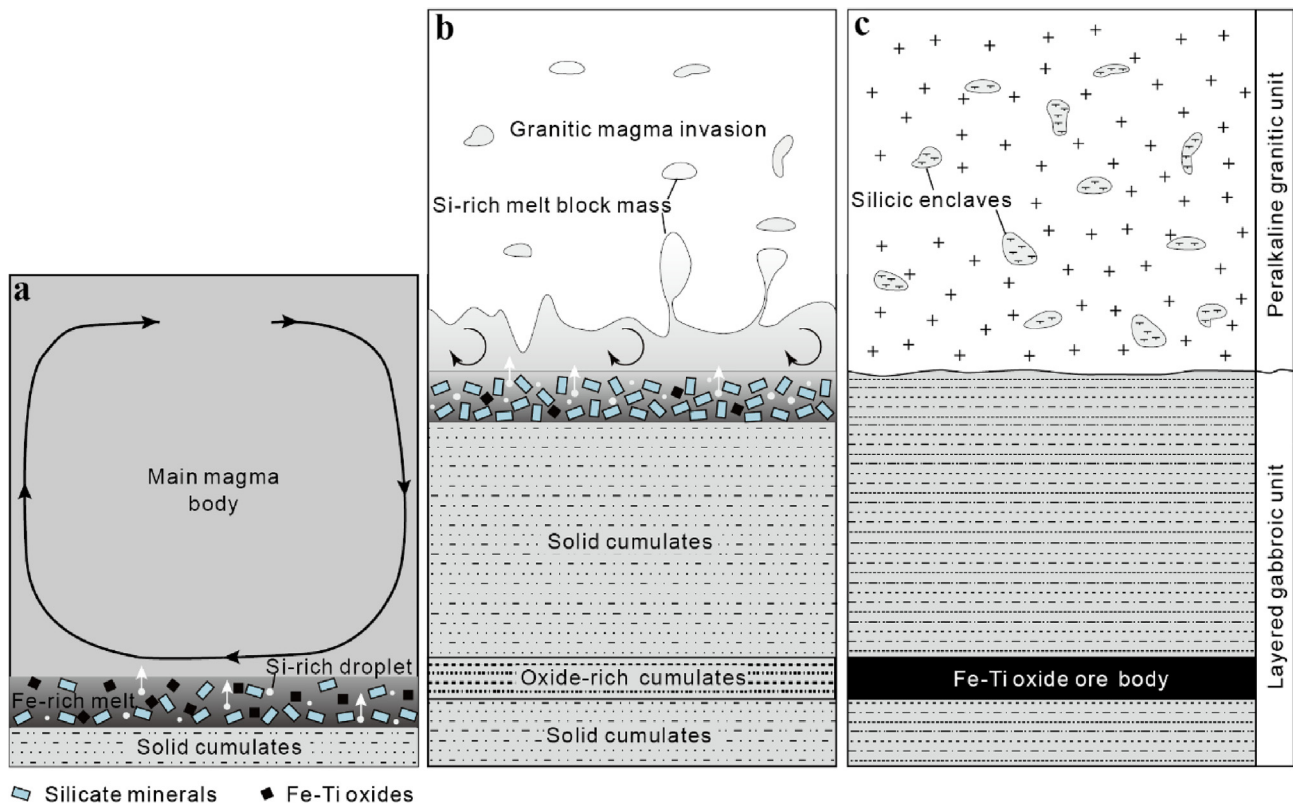 a
Main magma
body
Si-rich droplet
Fe-rich melt
Solid cumulates
b
Granitic magma invasion
Si-rich melt block mass
Solid cumulates
Oxide-rich cumulates
Solid cumulates
c
Silicic enclaves
Fe-Ti oxide ore body
Peralkaline granitic unit
Layered gabbroic unit
Silicate minerals
Fe-Ti oxides